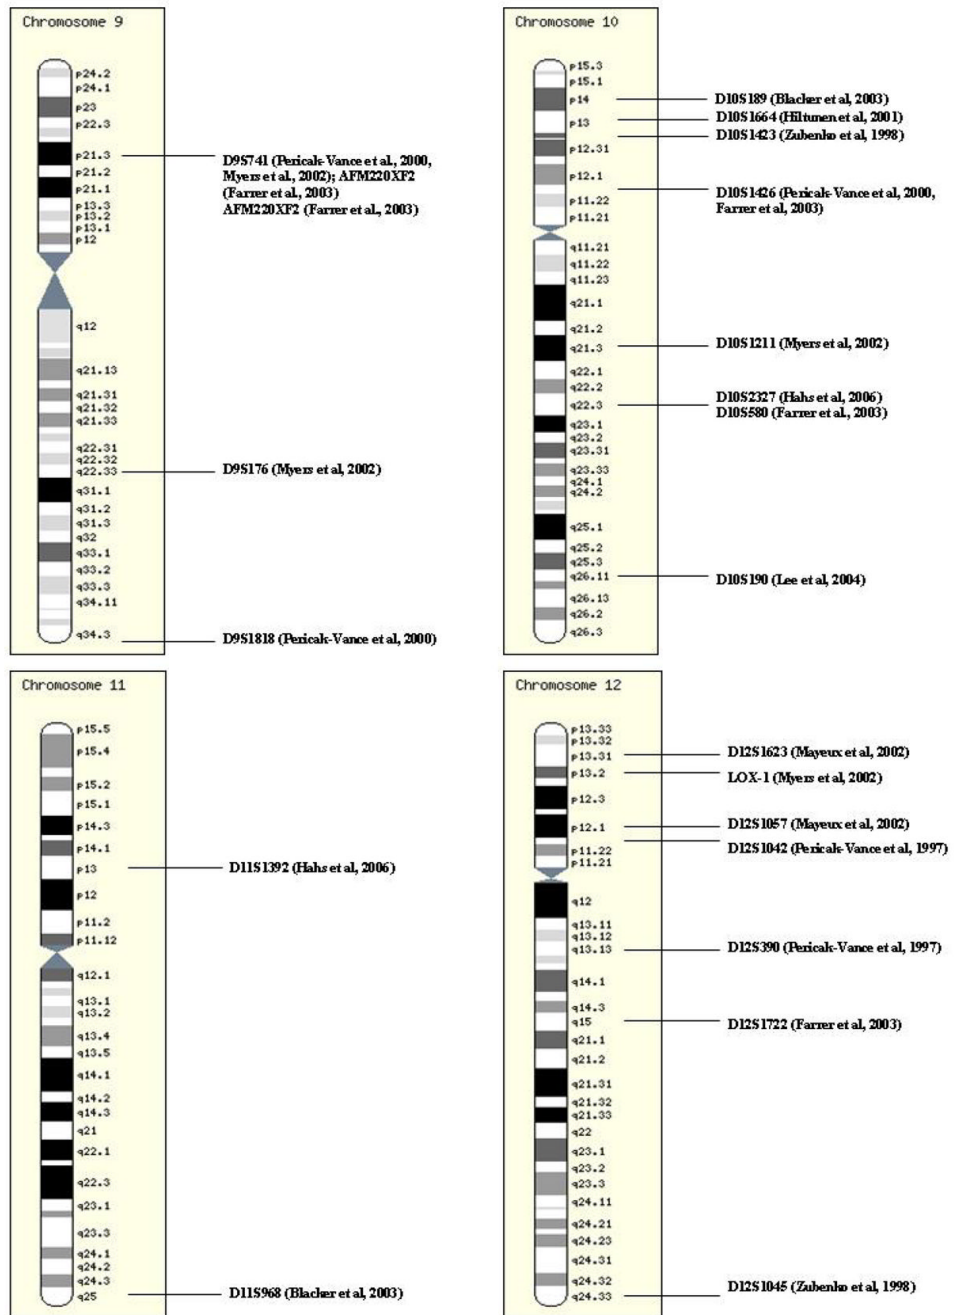 Chromosome 9
p24.2
p24.1
p23
p22.3
p21.3
p21.2
p21.1
p13.3
p13.2
p13.1
p12
q12
q21.13
q21.31
q21.32
q21.33
q22.31
q22.32
q22.33
q31.1
q31.2
q31.3
q32
q33.1
q33.2
q33.3
q34.11
q34.3
D9S741 (Pericak-Vance et al., 2000,
Myers et al., 2002); AFM220XF2
(Farrer et al., 2003)
AFM220XF2 (Farrer et al., 2003)
D9S176 (Myers et al, 2002)
D9S1818 (Pericak-Vance et al, 2000)
Chromosome 10
p15.3
p15.1
p14
p13
p12.31
p12.1
p11.22
p11.21
q11.21
q11.22
q11.23
q21.1
q21.2
q21.3
q22.1
q22.2
q22.3
q23.1
q23.2
q23.31
q23.33
q24.1
q24.2
q25.1
q25.2
q25.3
q26.11
q26.13
q26.2
q26.3
D10S189 (Blacker et al, 2003)
D10S1664 (Hiltunen et al, 2001)
D10S1423 (Zubenko et al, 1998)
D10S1426 (Pericak-Vance et al, 2000,
Farrer et al, 2003)
D10S1211 (Myers et al, 2002)
D10S2327 (Hahs et al, 2006)
D10S580 (Farrer et al., 2003)
D10S190 (Lee et al, 2004)
Chromosome 11
p15.5
p15.4
p15.2
p15.1
p14.3
p14.1
p13
p12
p11.2
p11.12
q12.1
q13.1
q13.2
q13.4
q13.5
q14.1
q14.2
q14.3
q21
q22.1
q22.3
q23.1
q23.3
q24.1
q24.2
q24.3
q25
D11S1392 (Hahs et al, 2006)
D11S968 (Blacker et al, 2003)
Chromosome 12
p13.33
p13.32
p13.31
p13.2
p12.3
p12.1
p11.22
p11.21
q12
q13.11
q13.12
q13.13
q14.1
q14.3
q15
q21.1
q21.2
q21.31
q21.32
q21.33
q22
q23.1
q23.2
q23.3
q24.11
q24.21
q24.23
q24.31
q24.32
q24.33
D12S1623 (Mayeux et al, 2002)
LOX-1 (Myers et al, 2002)
D12S1057 (Mayeux et al, 2002)
D12S1042 (Pericak-Vance et al, 1997)
D12S390 (Pericak-Vance et al, 1997)
D12S1722 (Farrer et al, 2003)
D12S1045 (Zubenko et al, 1998)